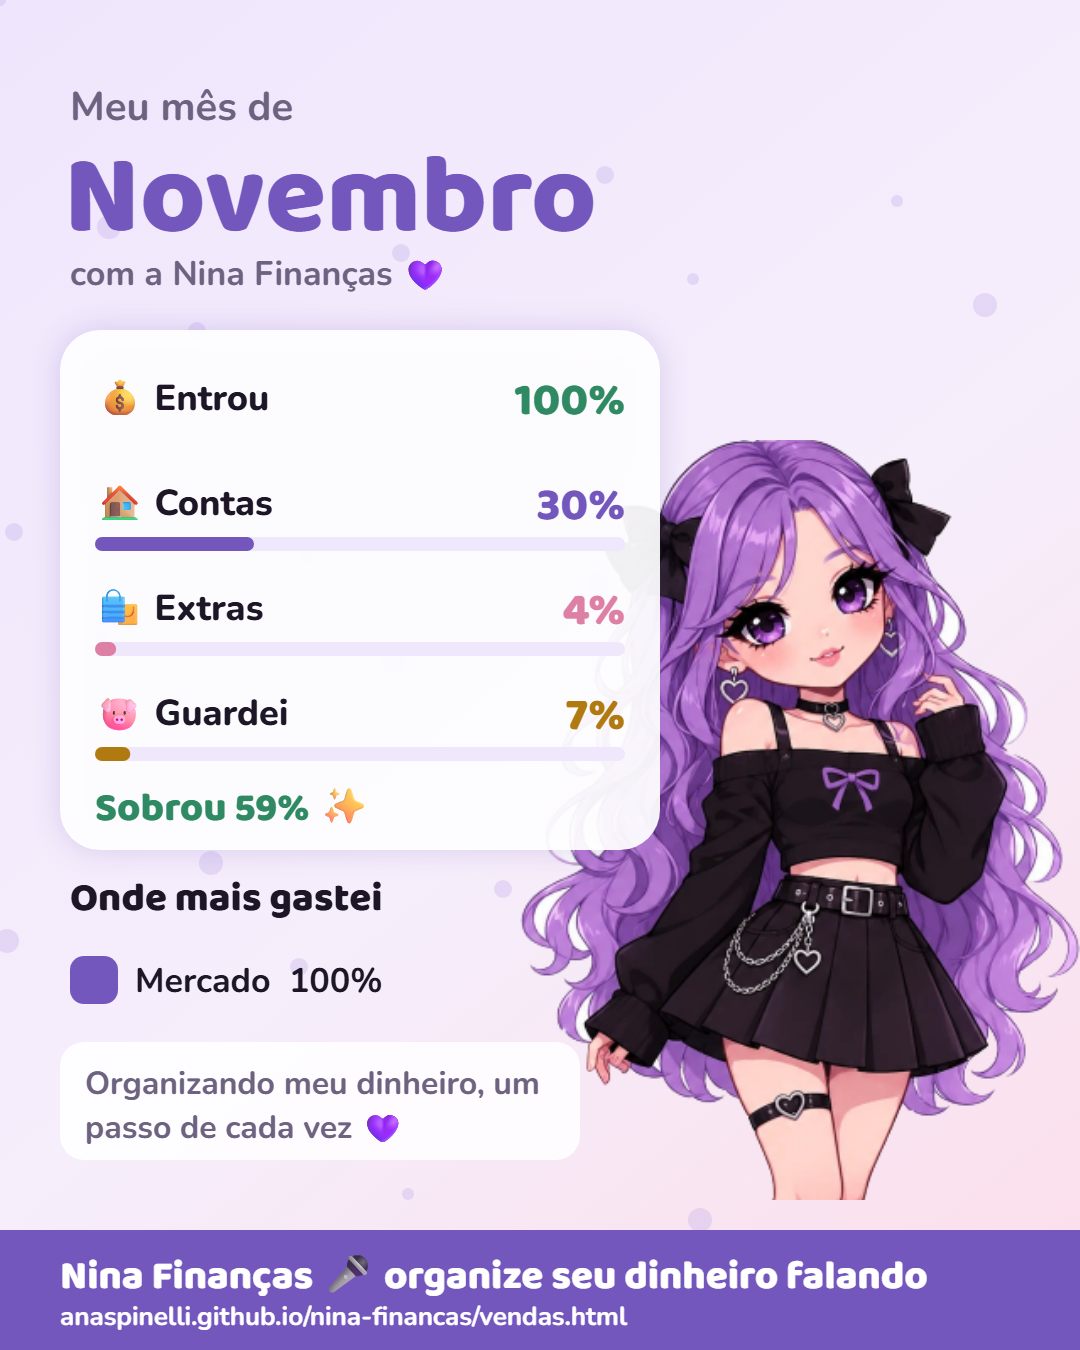 Meu mês de
Novembro
com a Nina Finanças 💜
💰 Entrou 100%
🏠 Contas 30%
🛍️ Extras 4%
🐷 Guardei 7%
Sobrou 59% ✨
Onde mais gastei
Mercado 100%
Organizando meu dinheiro, um
passo de cada vez 💜
Nina Finanças 🎤 organize seu dinheiro falando
anaspinelli.github.io/nina-financas/vendas.html